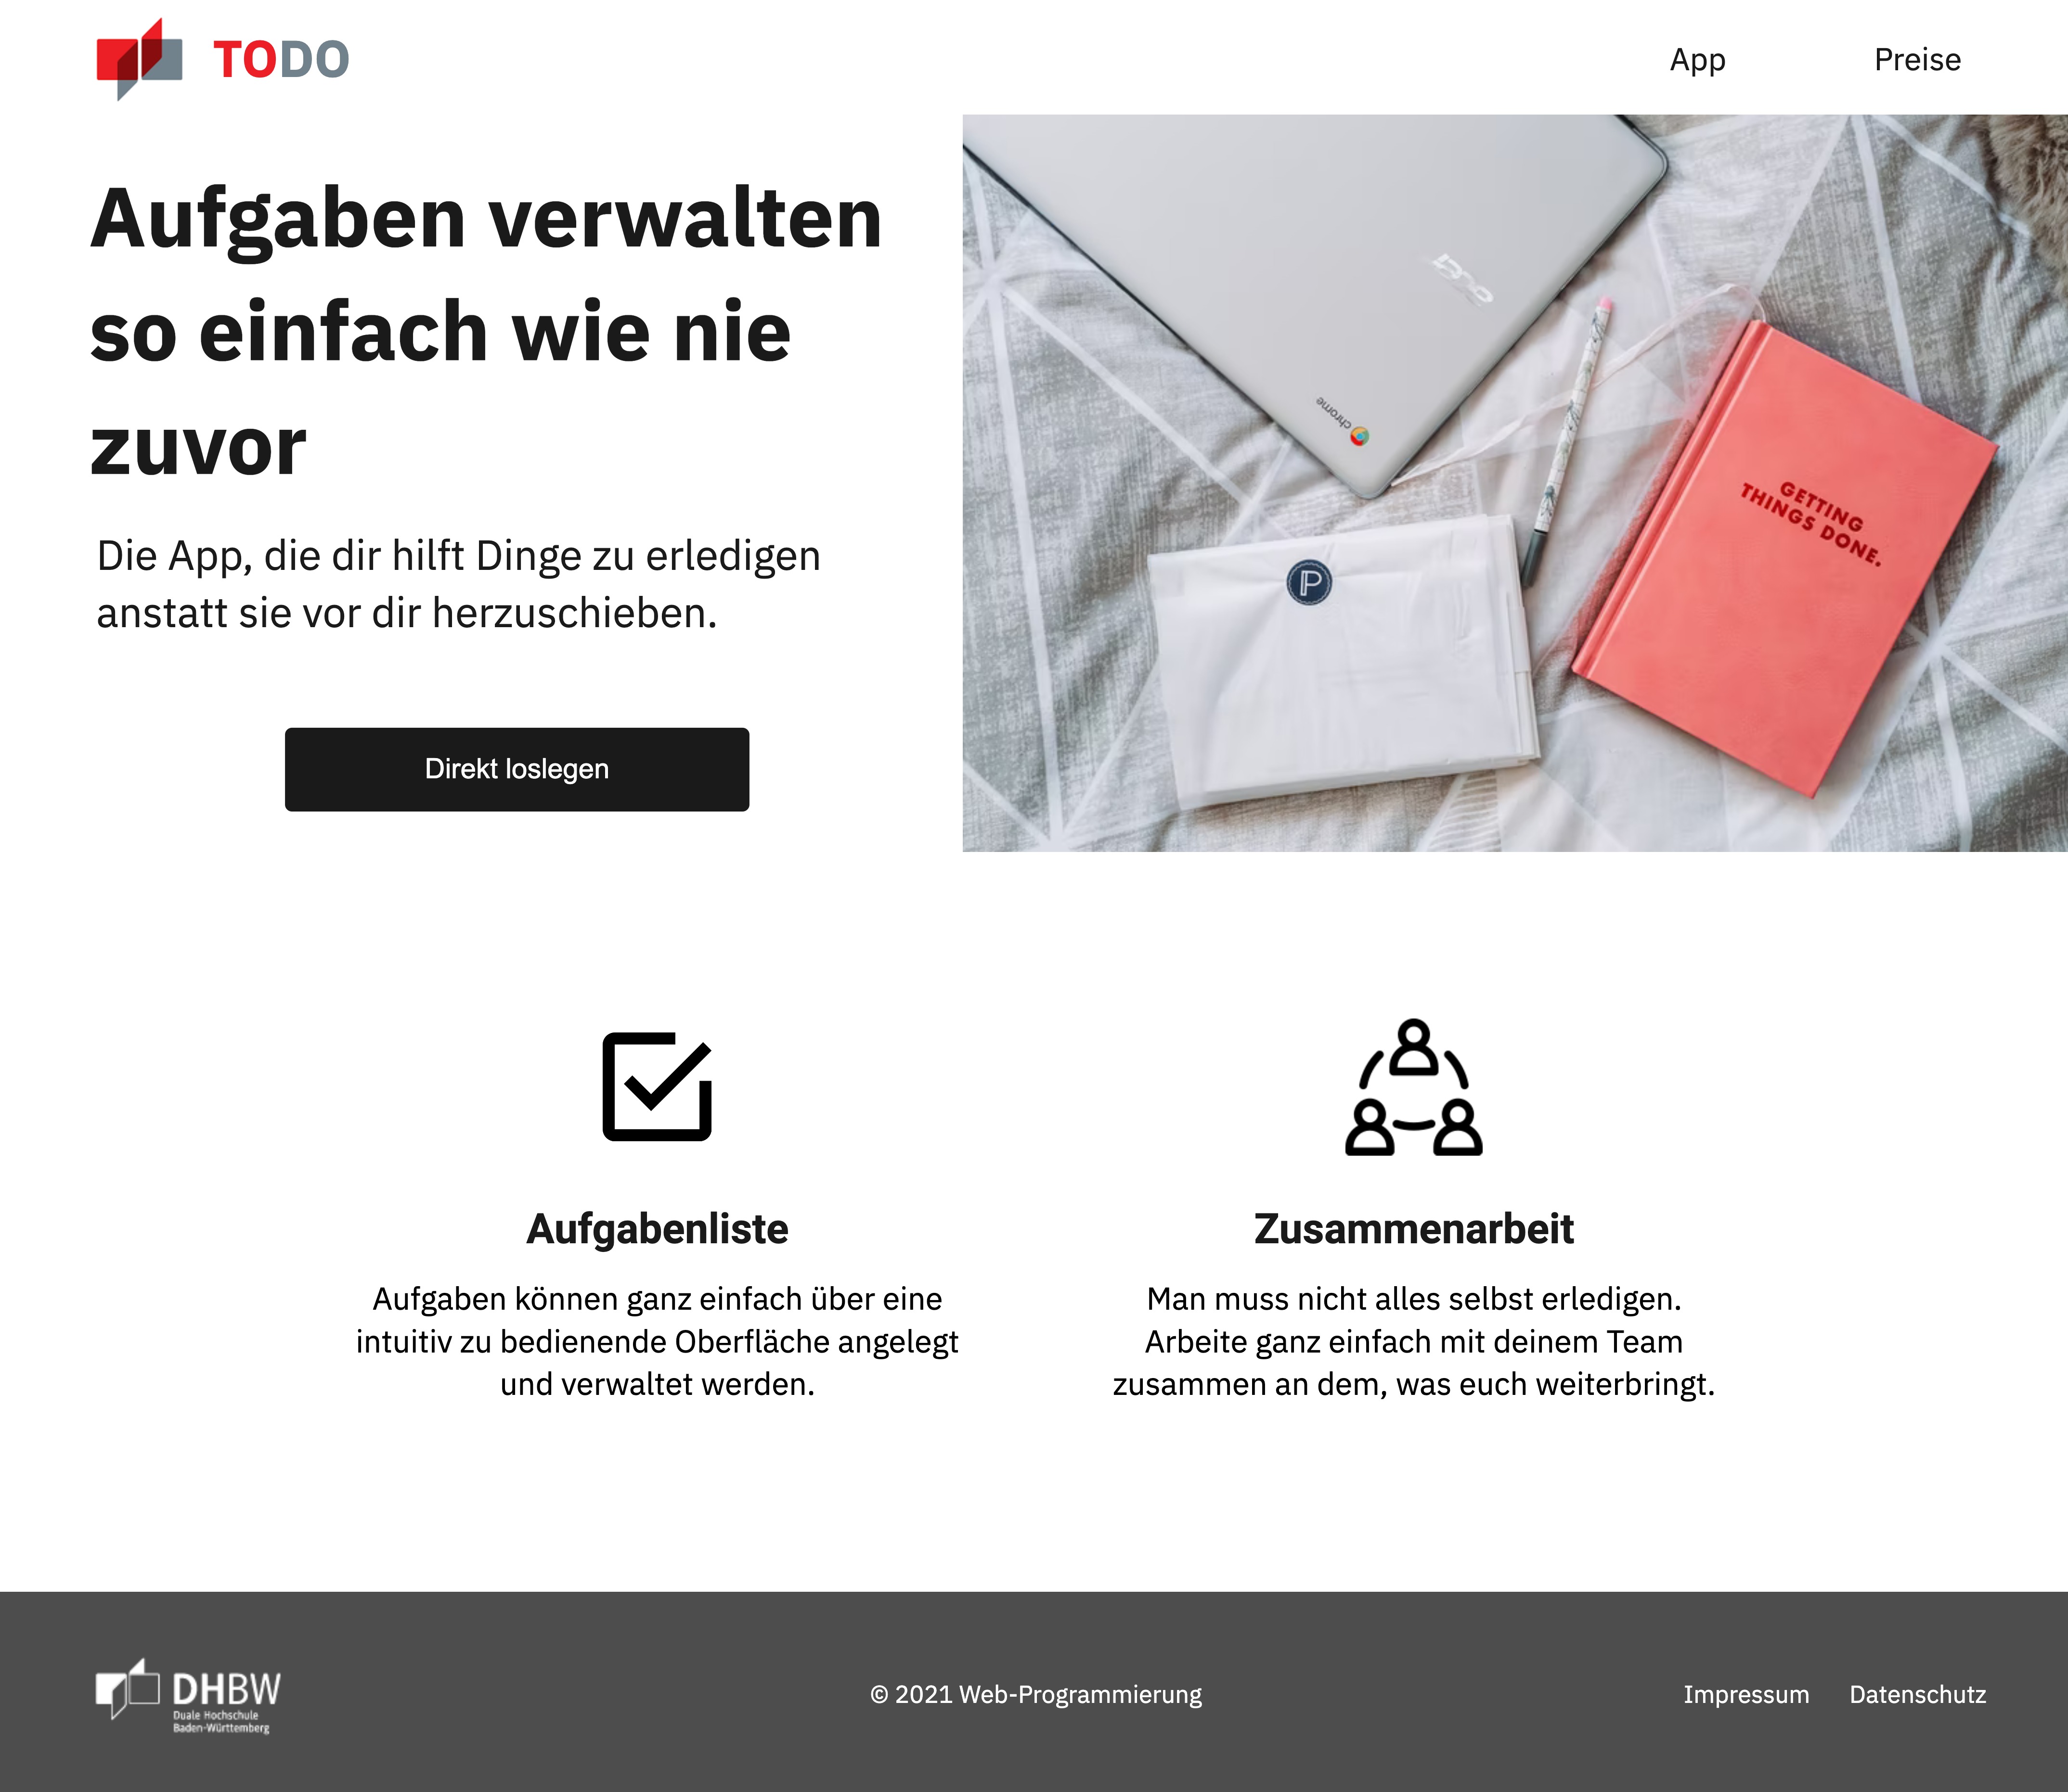 TODO
App
Preise
Aufgaben verwalten
so einfach wie nie
zuvor
Die App, die dir hilft Dinge zu erledigen
anstatt sie vor dir herzuschieben.
Direkt loslegen
acer
chrome
P
GETTING
THINGS DONE.
Aufgabenliste
Aufgaben können ganz einfach über eine
intuitiv zu bedienende Oberfläche angelegt
und verwaltet werden.
Zusammenarbeit
Man muss nicht alles selbst erledigen.
Arbeite ganz einfach mit deinem Team
zusammen an dem, was euch weiterbringt.
DHBW
Duale Hochschule
Baden-Württemberg
© 2021 Web-Programmierung
Impressum
Datenschutz